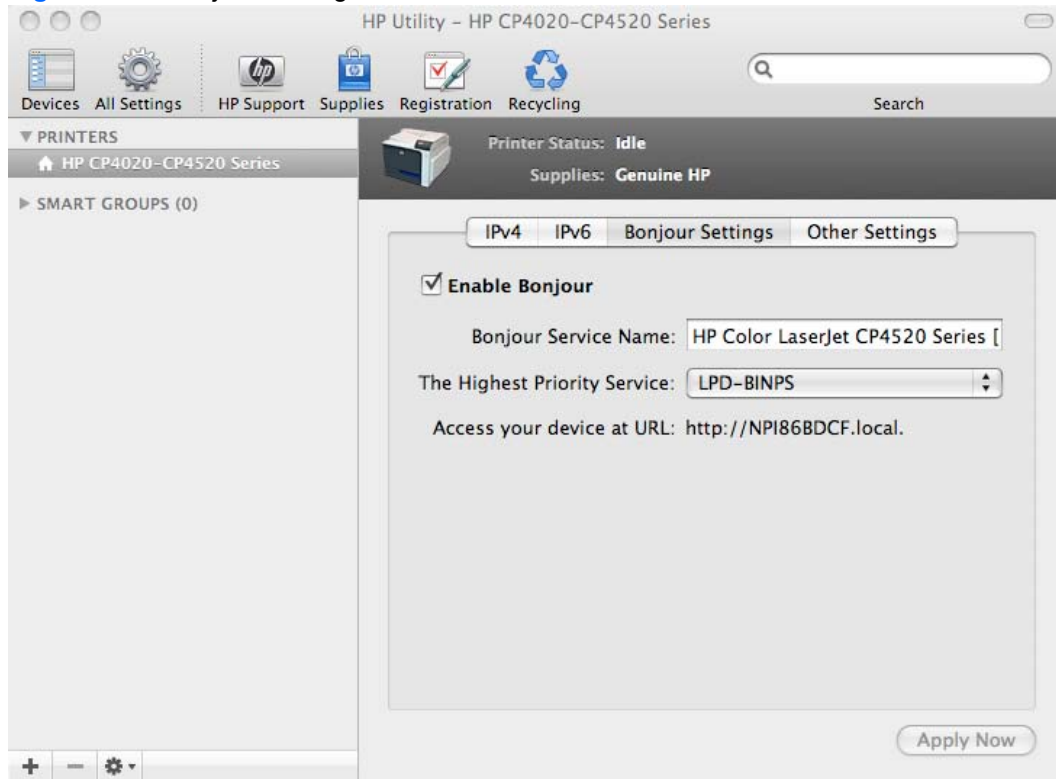 HP Utility – HP CP4020–CP4520 Series
Devices All Settings HP Support Supplies Registration Recycling Search
PRINTERS
HP CP4020–CP4520 Series
SMART GROUPS (0)
Printer Status: Idle
Supplies: Genuine HP
IPv4 IPv6 Bonjour Settings Other Settings
Enable Bonjour
Bonjour Service Name: HP Color LaserJet CP4520 Series [
The Highest Priority Service: LPD–BINPS
Access your device at URL: http://NPI86BDCF.local.
Apply Now